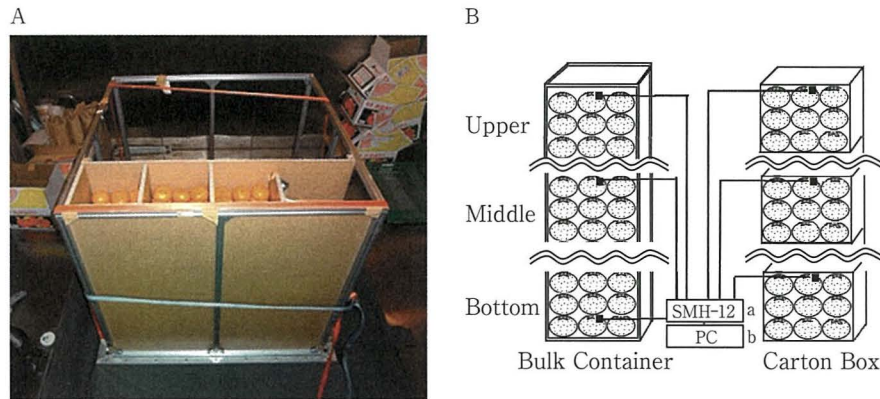 A
B
Upper
Middle
Bottom
SMH-12 a
PC b
Bulk Container
Carton Box